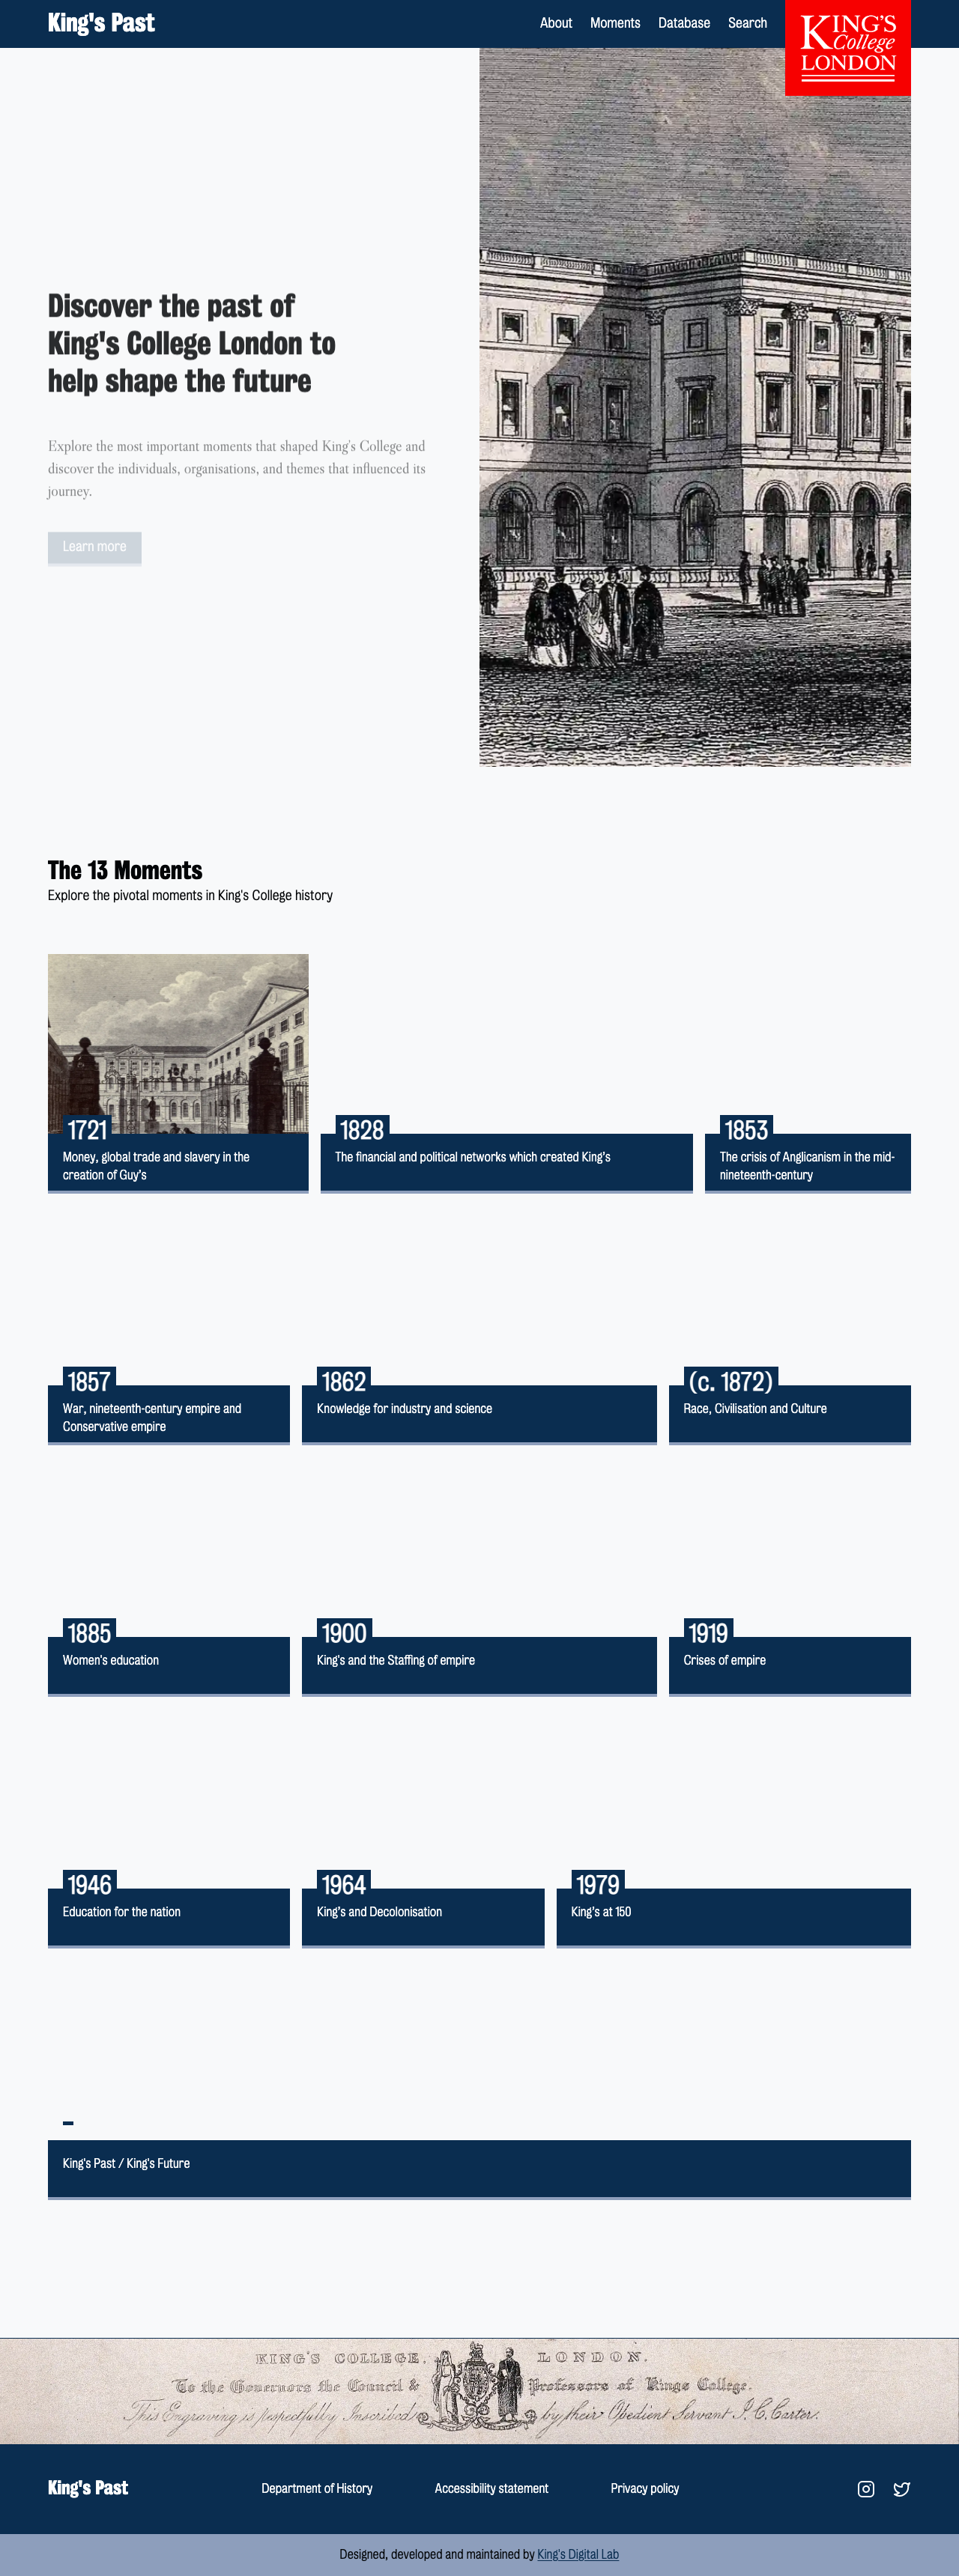 King's Past
About Moments Database Search
KING'S
College
LONDON
Discover the past of
King's College London to
help shape the future
Explore the most important moments that shaped King's College and
discover the individuals, organisations, and themes that influenced its
journey.
Learn more
The 13 Moments
Explore the pivotal moments in King's College history
1721
Money, global trade and slavery in the
creation of Guy's
1828
The financial and political networks which created King's
1853
The crisis of Anglicanism in the mid-
nineteenth-century
1857
War, nineteenth-century empire and
Conservative empire
1862
Knowledge for industry and science
(c. 1872)
Race, Civilisation and Culture
1885
Women's education
1900
King's and the Staffing of empire
1919
Crises of empire
1946
Education for the nation
1964
King's and Decolonisation
1979
King's at 150
King's Past / King's Future
KING'S COLLEGE, LONDON.
To the Governors the Council & Professors of Kings College.
This Engraving is respectfully Inscribed by their Obedient Servant J. C. Carter.
King's Past
Department of History Accessibility statement Privacy policy
Designed, developed and maintained by King's Digital Lab